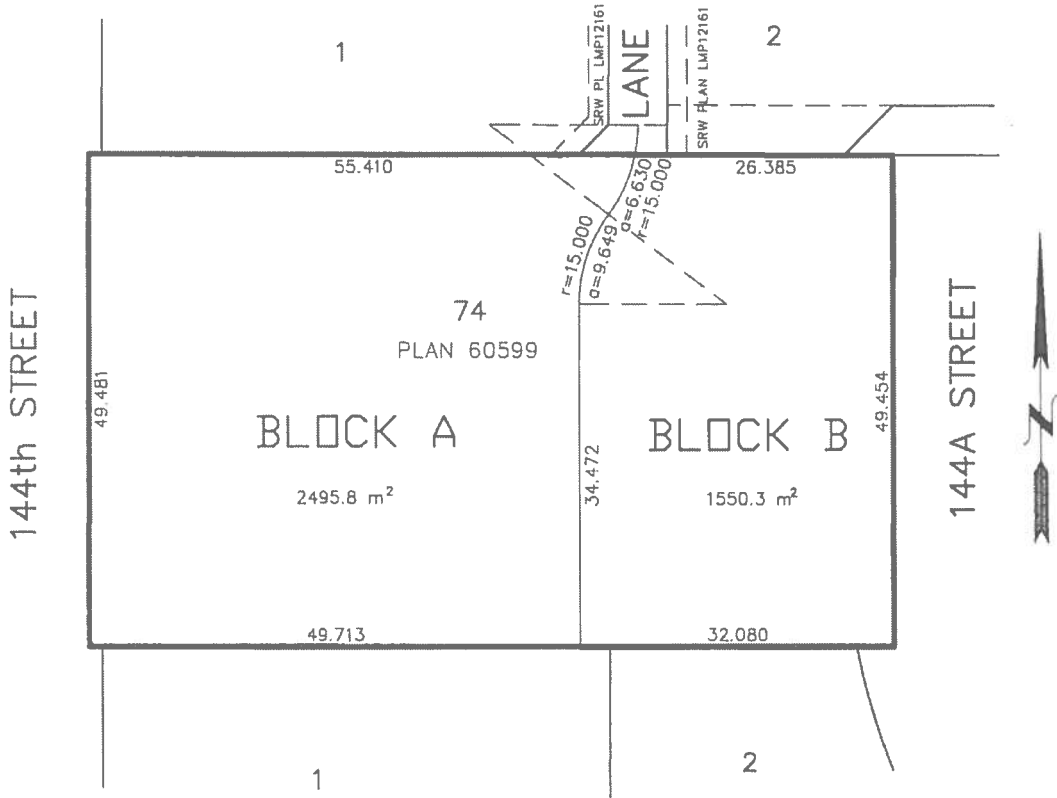 1
2
SRW PL LMP12161
LANE
SRW PLAN LMP12161
55.410
26.385
a=6.630
r=15.000
r=15.000
a=9.649
74
PLAN 60599
144th STREET
49.481
BLOCK A
2495.8 m²
34.472
BLOCK B
1550.3 m²
49.454
144A STREET
N
49.713
32.080
1
2